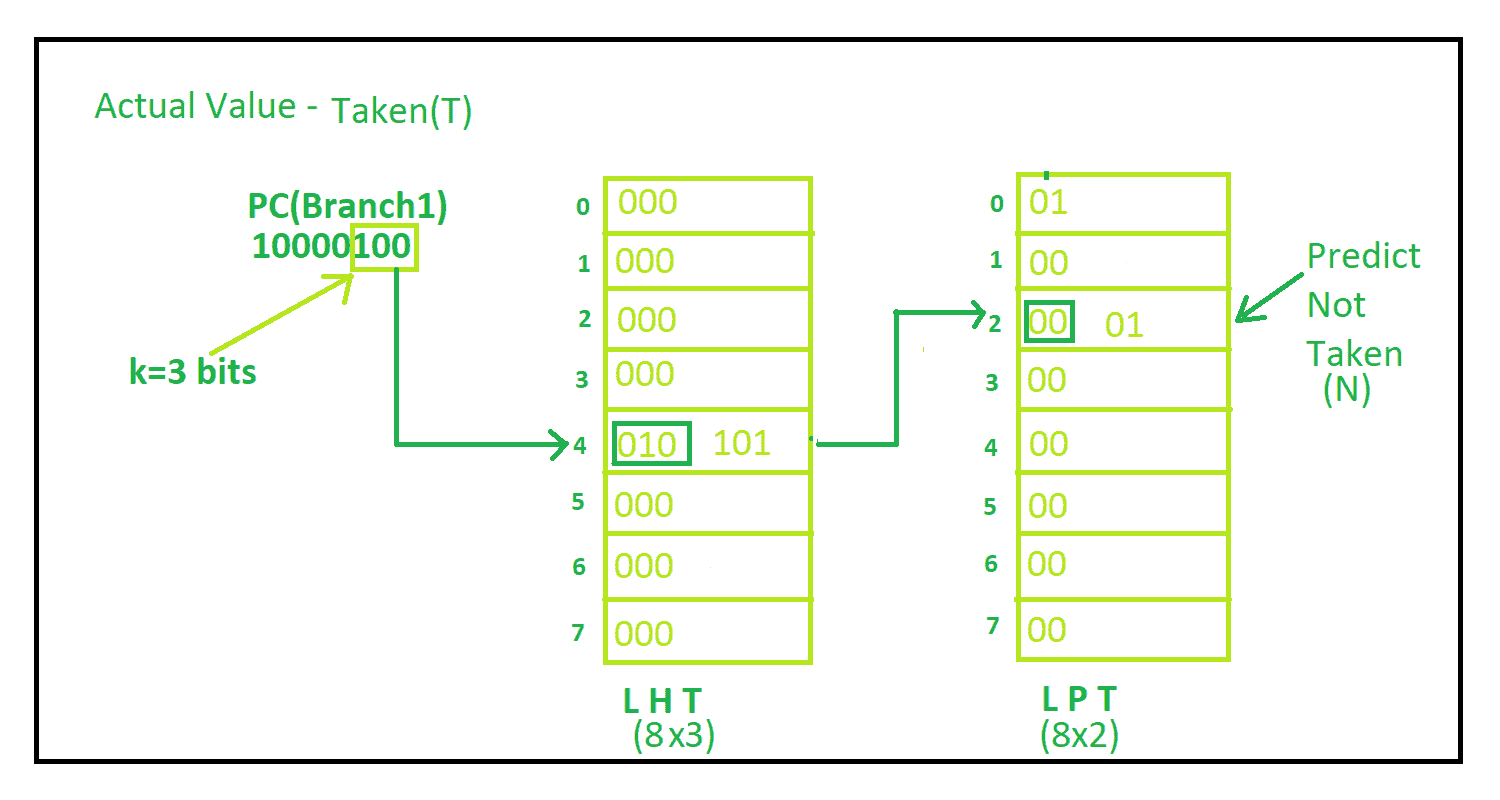 Actual Value - Taken(T)
PC(Branch1)
10000100
k=3 bits
0 000
1 000
2 000
3 000
4 010 101
5 000
6 000
7 000
L H T
(8x3)
0 01
1 00
2 00 01
3 00
4 00
5 00
6 00
7 00
L P T
(8x2)
Predict
Not
Taken
(N)